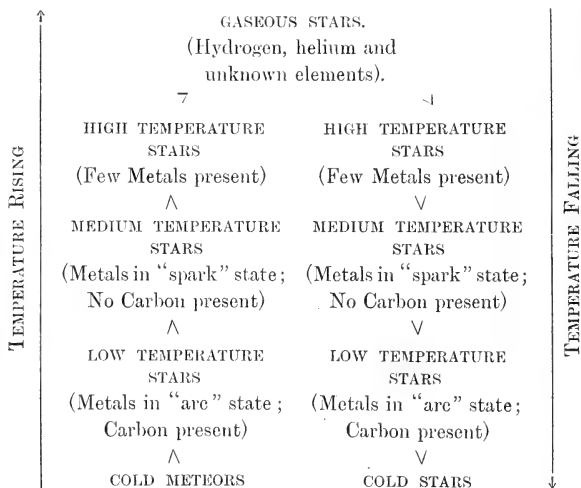 GASEOUS STARS.
(Hydrogen, helium and
unknown elements).
TEMPERATURE RISING
HIGH TEMPERATURE
STARS
(Few Metals present)
∧
MEDIUM TEMPERATURE
STARS
(Metals in “spark” state;
No Carbon present)
∧
LOW TEMPERATURE
STARS
(Metals in “arc” state;
Carbon present)
∧
COLD METEORS
HIGH TEMPERATURE
STARS
(Few Metals present)
∨
MEDIUM TEMPERATURE
STARS
(Metals in “spark” state;
No Carbon present)
∨
LOW TEMPERATURE
STARS
(Metals in “arc” state;
Carbon present)
∨
COLD STARS
TEMPERATURE FALLING